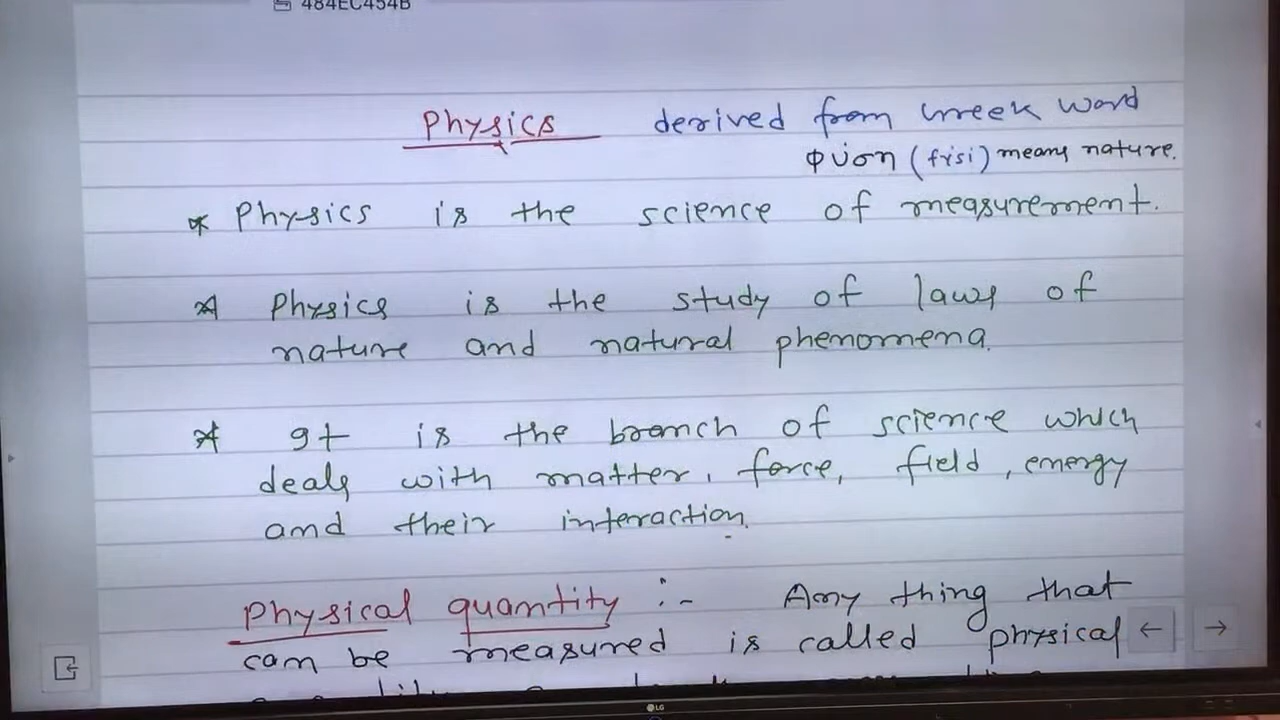 484EC454B
Physics derived from Greek word
φυση (fisi) means nature.
* Physics is the science of measurement.
* Physics is the study of laws of
nature and natural phenomena.
* It is the branch of science which
deals with matter, force, field, energy
and their interaction.
Physical quantity :- Any thing that
can be measured is called physical
LG